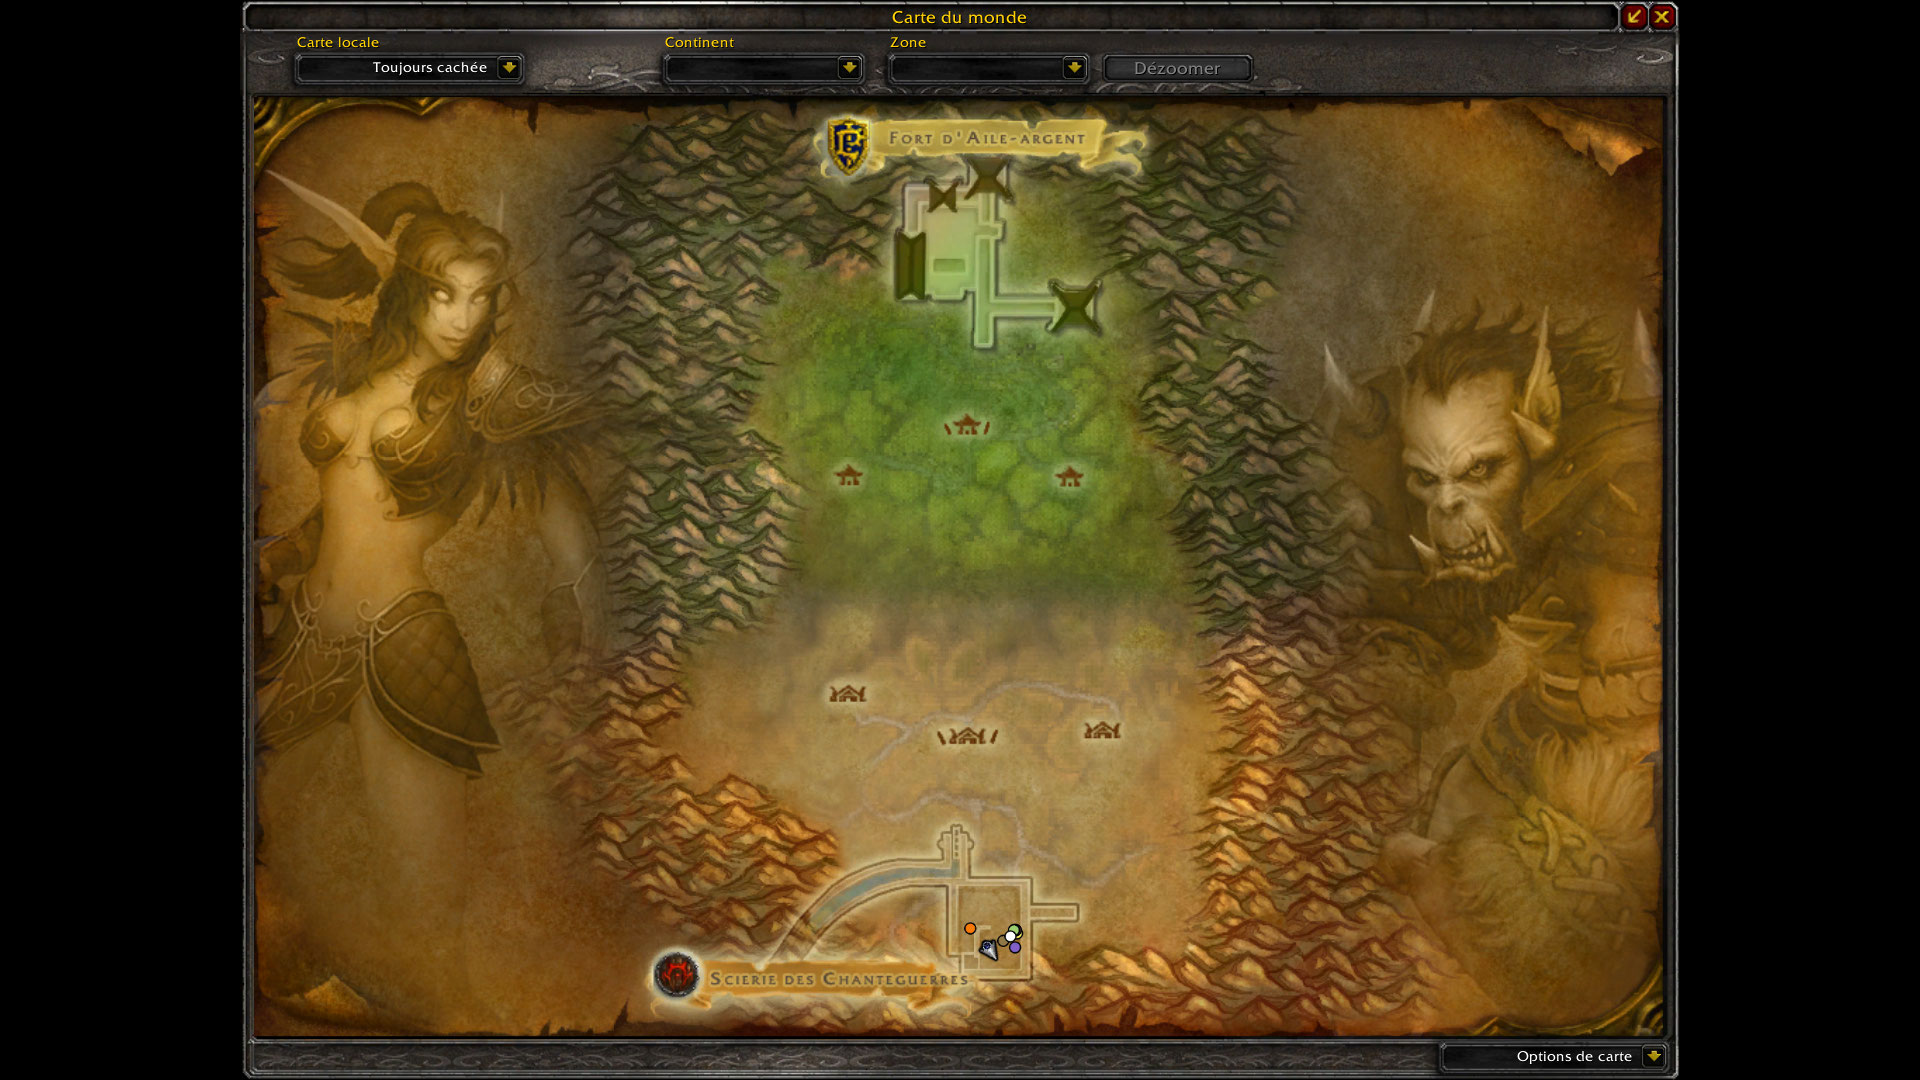 Carte du monde
Carte locale
Continent
Zone
Toujours cachée
Dézoomer
Fort d'Aile-argent
Scierie des Chanteguerres
Options de carte